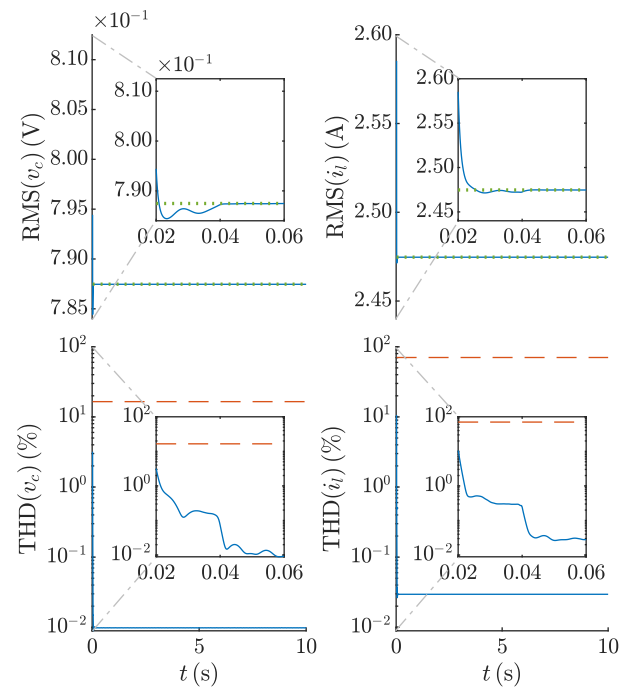 ×10⁻¹
8.10
8.05
8.00
7.95
7.90
7.85
RMS(v_c) (V)
×10⁻¹
8.10
8.00
7.90
0.02 0.04 0.06
2.60
2.55
2.50
2.45
RMS(i_l) (A)
2.60
2.55
2.50
2.45
0.02 0.04 0.06
10²
10¹
10⁰
10⁻¹
10⁻²
THD(v_c) (%)
10²
10⁰
10⁻²
0.02 0.04 0.06
0 5 10
t (s)
10²
10¹
10⁰
10⁻¹
10⁻²
THD(i_l) (%)
10²
10⁰
10⁻²
0.02 0.04 0.06
0 5 10
t (s)